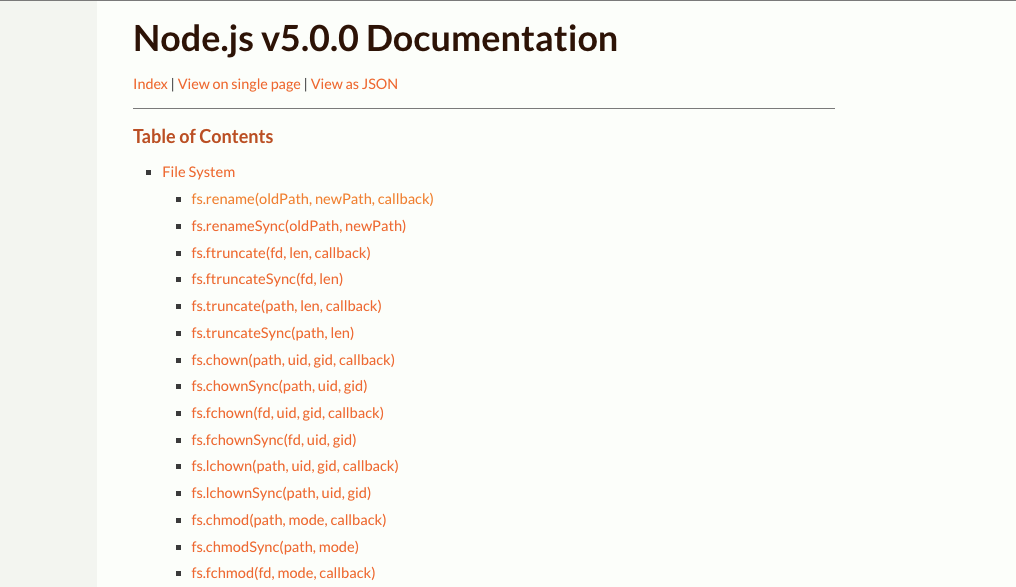 Node.js v5.0.0 Documentation
Index | View on single page | View as JSON
Table of Contents
File System
fs.rename(oldPath, newPath, callback)
fs.renameSync(oldPath, newPath)
fs.ftruncate(fd, len, callback)
fs.ftruncateSync(fd, len)
fs.truncate(path, len, callback)
fs.truncateSync(path, len)
fs.chown(path, uid, gid, callback)
fs.chownSync(path, uid, gid)
fs.fchown(fd, uid, gid, callback)
fs.fchownSync(fd, uid, gid)
fs.lchown(path, uid, gid, callback)
fs.lchownSync(path, uid, gid)
fs.chmod(path, mode, callback)
fs.chmodSync(path, mode)
fs.fchmod(fd, mode, callback)